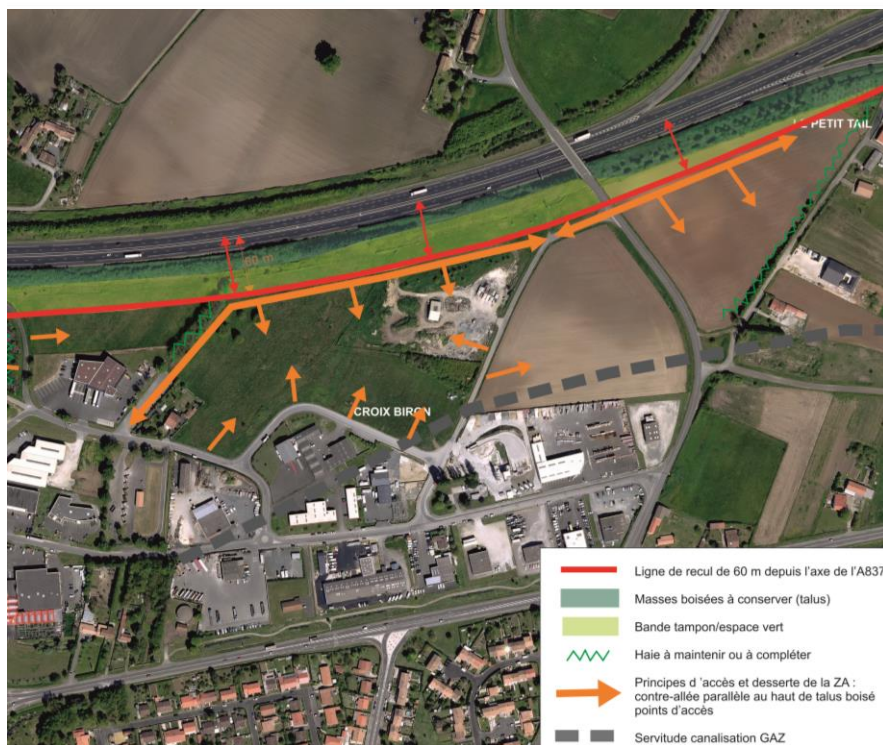 LE PETIT TAIL
60 m
CROIX BIRON
Ligne de recul de 60 m depuis l'axe de l'A837
Masses boisées à conserver (talus)
Bande tampon/espace vert
Haie à maintenir ou à compléter
Principes d 'accès et desserte de la ZA :
contre-allée parallèle au haut de talus boisé
points d'accès
Servitude canalisation GAZ